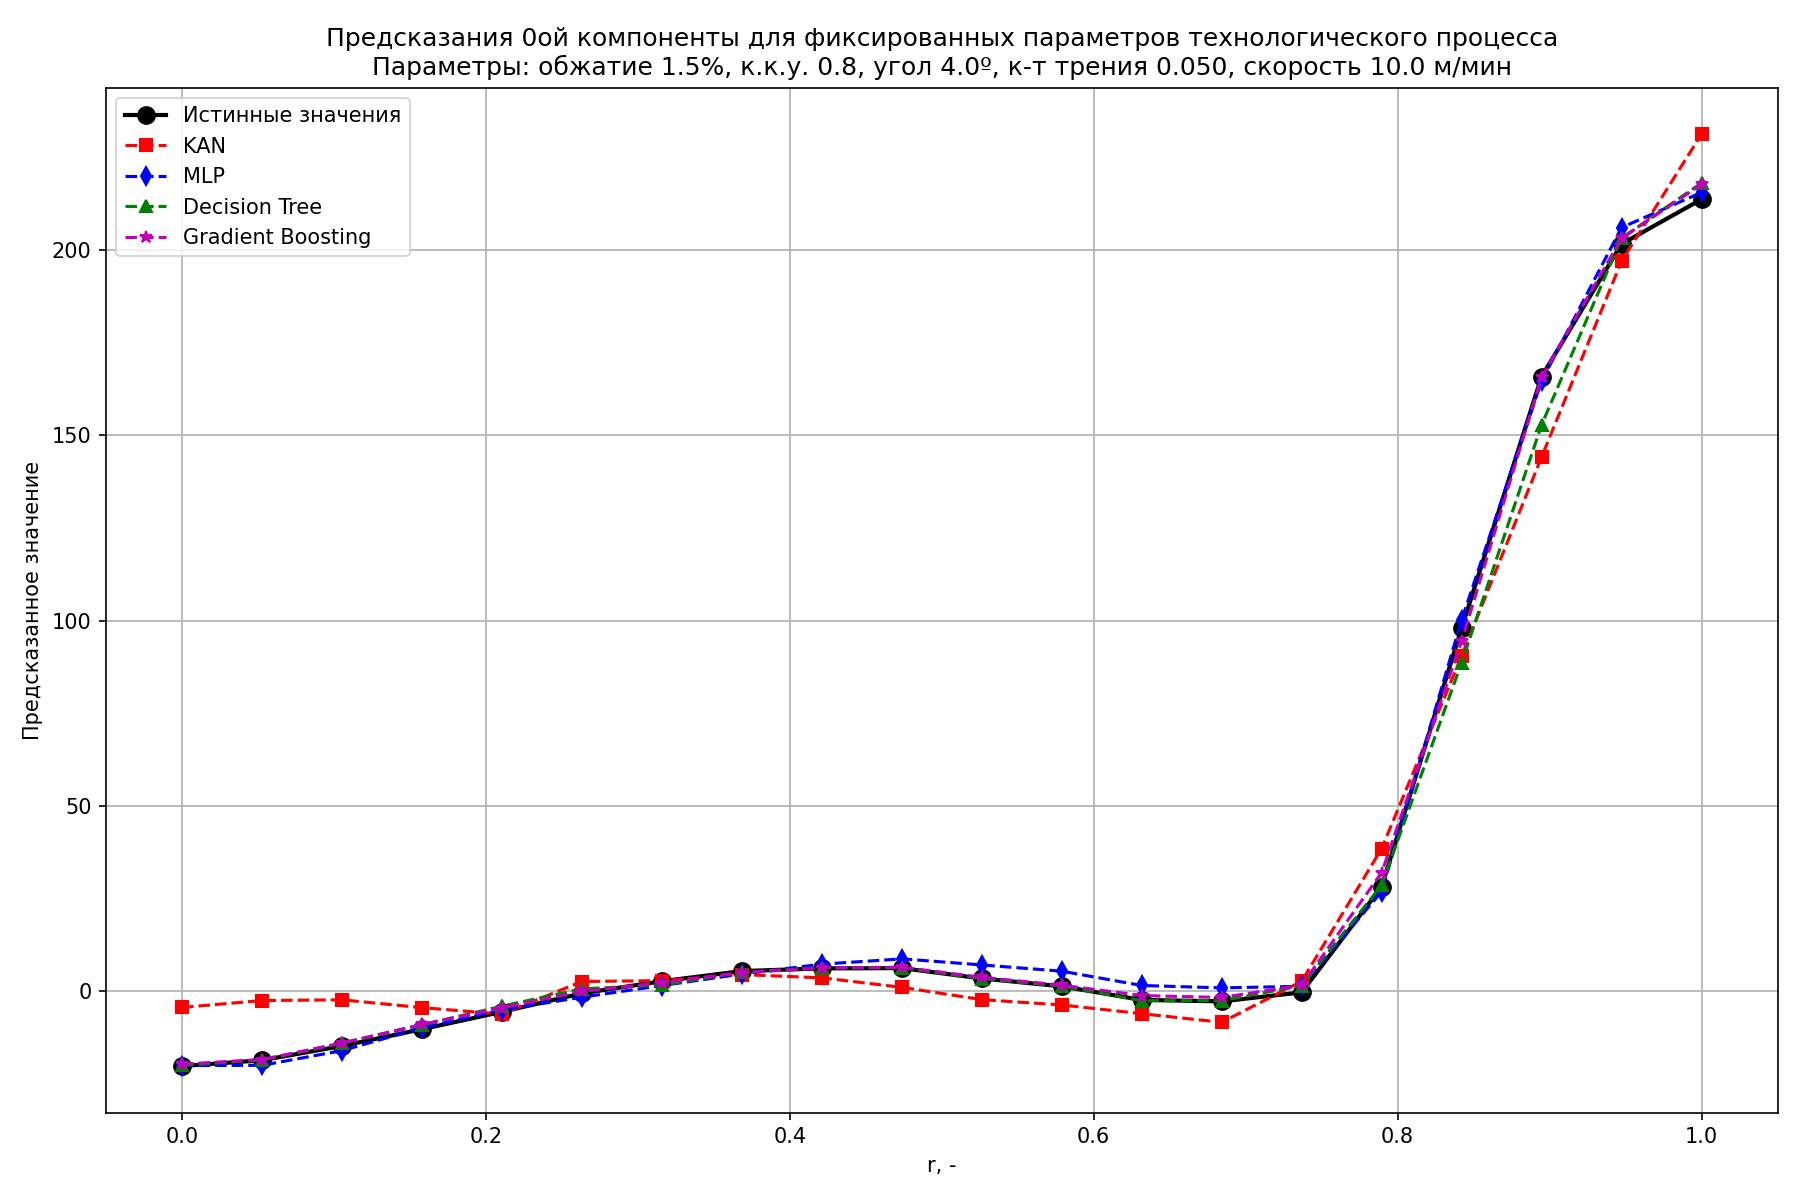 Предсказания 0ой компоненты для фиксированных параметров технологического процесса
Параметры: обжатие 1.5%, к.к.у. 0.8, угол 4.0º, к-т трения 0.050, скорость 10.0 м/мин
Истинные значения
KAN
MLP
Decision Tree
Gradient Boosting
Предсказанное значение
200
150
100
50
0
0.0
0.2
0.4
0.6
0.8
1.0
r, -